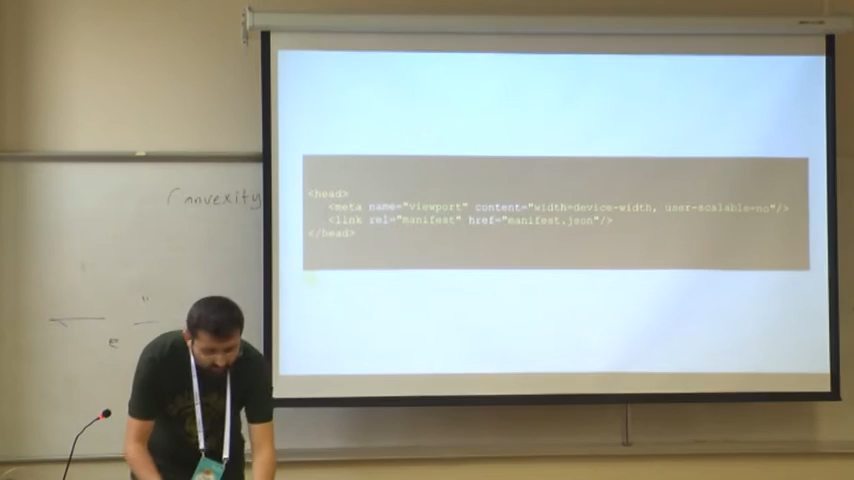 <head>
<meta name="viewport" content="width=device-width, user-scalable=no"/>
<link rel="manifest" href="manifest.json"/>
</head>
Convexity
e